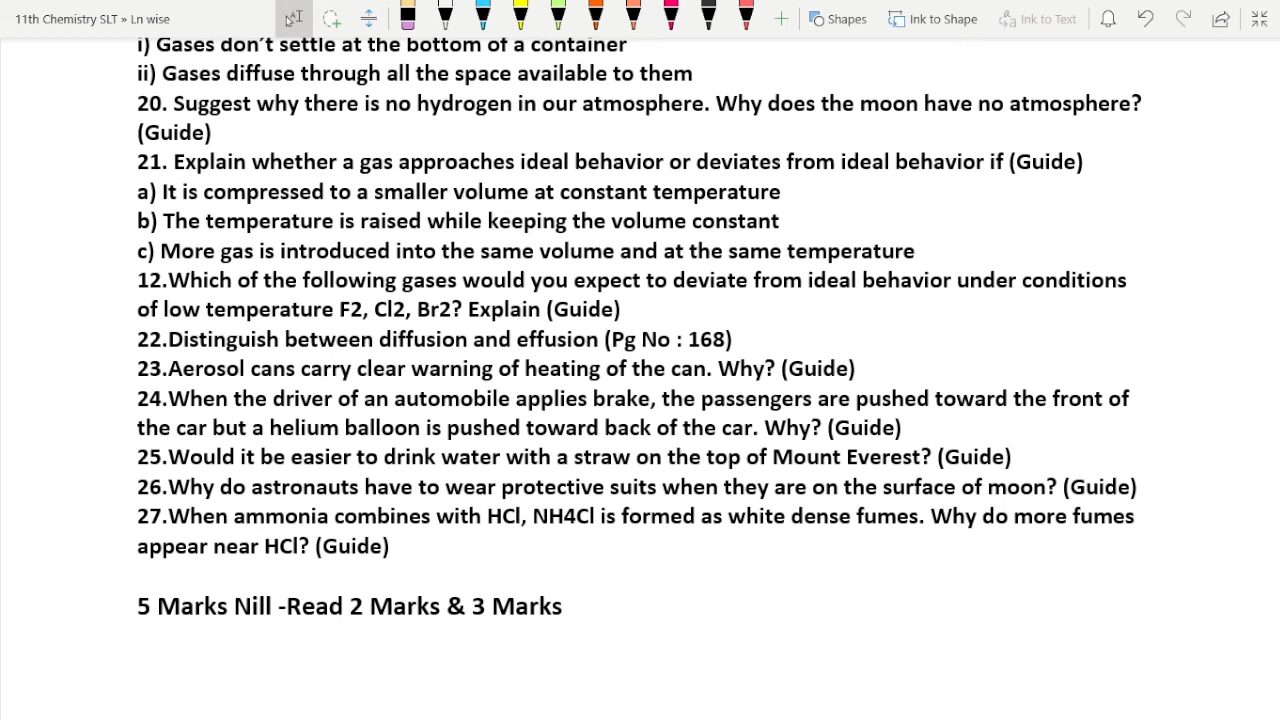 11th Chemistry SLT » Ln wise
Shapes
Ink to Shape
Ink to Text
i) Gases don't settle at the bottom of a container
ii) Gases diffuse through all the space available to them
20. Suggest why there is no hydrogen in our atmosphere. Why does the moon have no atmosphere?
(Guide)
21. Explain whether a gas approaches ideal behavior or deviates from ideal behavior if (Guide)
a) It is compressed to a smaller volume at constant temperature
b) The temperature is raised while keeping the volume constant
c) More gas is introduced into the same volume and at the same temperature
12.Which of the following gases would you expect to deviate from ideal behavior under conditions
of low temperature F2, Cl2, Br2? Explain (Guide)
22.Distinguish between diffusion and effusion (Pg No : 168)
23.Aerosol cans carry clear warning of heating of the can. Why? (Guide)
24.When the driver of an automobile applies brake, the passengers are pushed toward the front of
the car but a helium balloon is pushed toward back of the car. Why? (Guide)
25.Would it be easier to drink water with a straw on the top of Mount Everest? (Guide)
26.Why do astronauts have to wear protective suits when they are on the surface of moon? (Guide)
27.When ammonia combines with HCl, NH4Cl is formed as white dense fumes. Why do more fumes
appear near HCl? (Guide)
5 Marks Nill -Read 2 Marks & 3 Marks